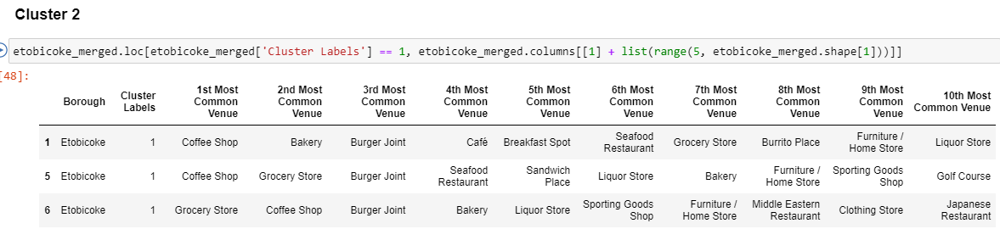 Cluster 2
etobicoke_merged.loc[etobicoke_merged['Cluster Labels'] == 1, etobicoke_merged.columns[[1] + list(range(5, etobicoke_merged.shape[1]))]]
[48]:
Borough Cluster Labels 1st Most Common Venue 2nd Most Common Venue 3rd Most Common Venue 4th Most Common Venue 5th Most Common Venue 6th Most Common Venue 7th Most Common Venue 8th Most Common Venue 9th Most Common Venue 10th Most Common Venue
1 Etobicoke 1 Coffee Shop Bakery Burger Joint Café Breakfast Spot Seafood Restaurant Grocery Store Burrito Place Furniture / Home Store Liquor Store
5 Etobicoke 1 Coffee Shop Grocery Store Burger Joint Seafood Restaurant Sandwich Place Liquor Store Bakery Furniture / Home Store Sporting Goods Shop Golf Course
6 Etobicoke 1 Grocery Store Coffee Shop Burger Joint Bakery Liquor Store Sporting Goods Shop Furniture / Home Store Middle Eastern Restaurant Clothing Store Japanese Restaurant